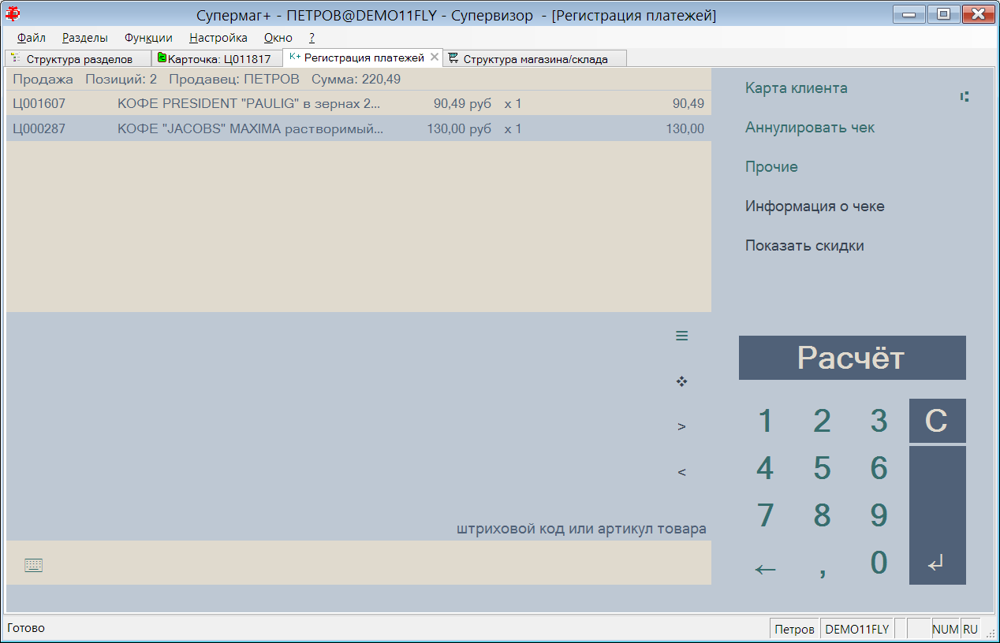 Супермаг+ - ПЕТРОВ@DEMO11FLY - Супервизор - [Регистрация платежей]
Файл Разделы Функции Настройка Окно ?
Структура разделов Карточка: Ц011817 К+ Регистрация платежей Структура магазина/склада
Продажа Позиций: 2 Продавец: ПЕТРОВ Сумма: 220,49
Ц001607 КОФЕ PRESIDENT "PAULIG" в зернах 2... 90,49 руб x 1 90,49
Ц000287 КОФЕ "JACOBS" MAXIMA растворимый... 130,00 руб x 1 130,00
Карта клиента
Аннулировать чек
Прочие
Информация о чеке
Показать скидки
>
<
штриховой код или артикул товара
Расчёт
1 2 3 C
4 5 6
7 8 9
← , 0 ↵
Готово Петров DEMO11FLY NUM RU